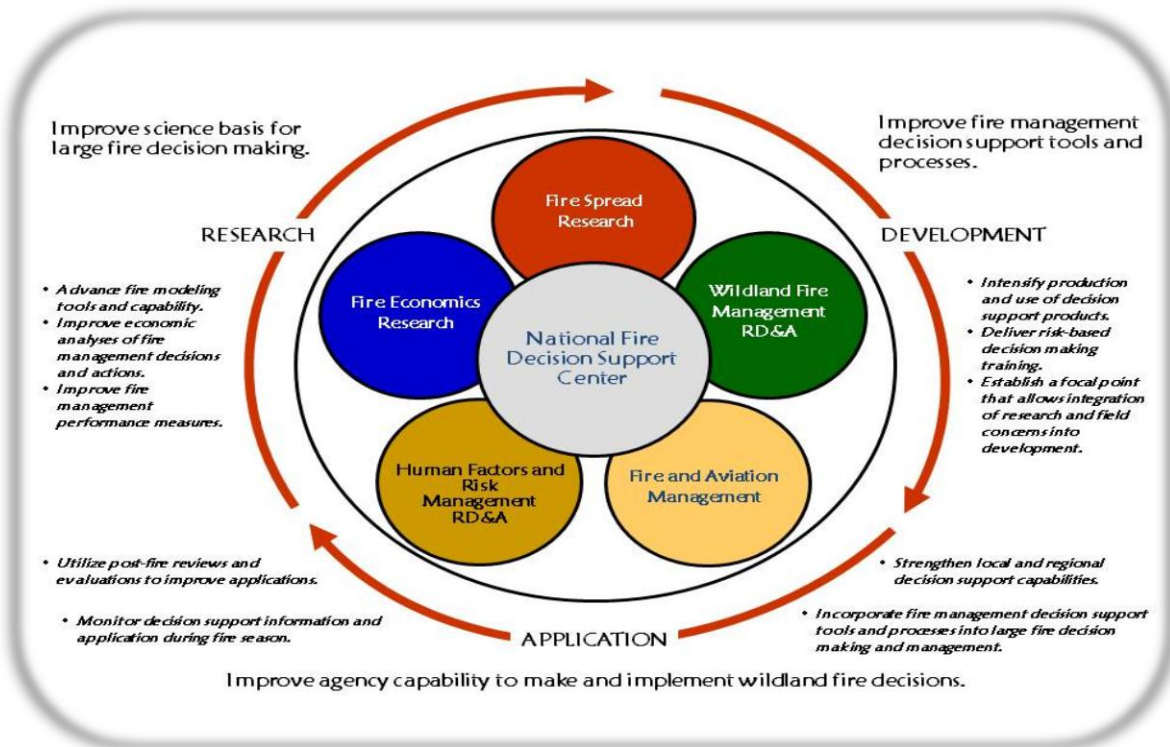 Improve science basis for
large fire decision making.
Improve fire management
decision support tools and
processes.
RESEARCH
DEVELOPMENT
Fire Spread
Research
Fire Economics
Research
Wildland Fire
Management
RD&A
National Fire
Decision Support
Center
Human Factors and
Risk
Management
RD&A
Fire and Aviation
Management
• Advance fire modeling
tools and capability.
• Improve economic
analyses of fire
management decisions
and actions.
• Improve fire
management
performance measures.
• Intensify production
and use of decision
support products.
• Deliver risk-based
decision making
training.
• Establish a focal point
that allows integration
of research and field
concerns into
development.
• Utilize post-fire reviews and
evaluations to improve applications.
• Monitor decision support information and
application during fire season.
• Strengthen local and regional
decision support capabilities.
• Incorporate fire management decision support
tools and processes into large fire decision
making and management.
APPLICATION
Improve agency capability to make and implement wildland fire decisions.